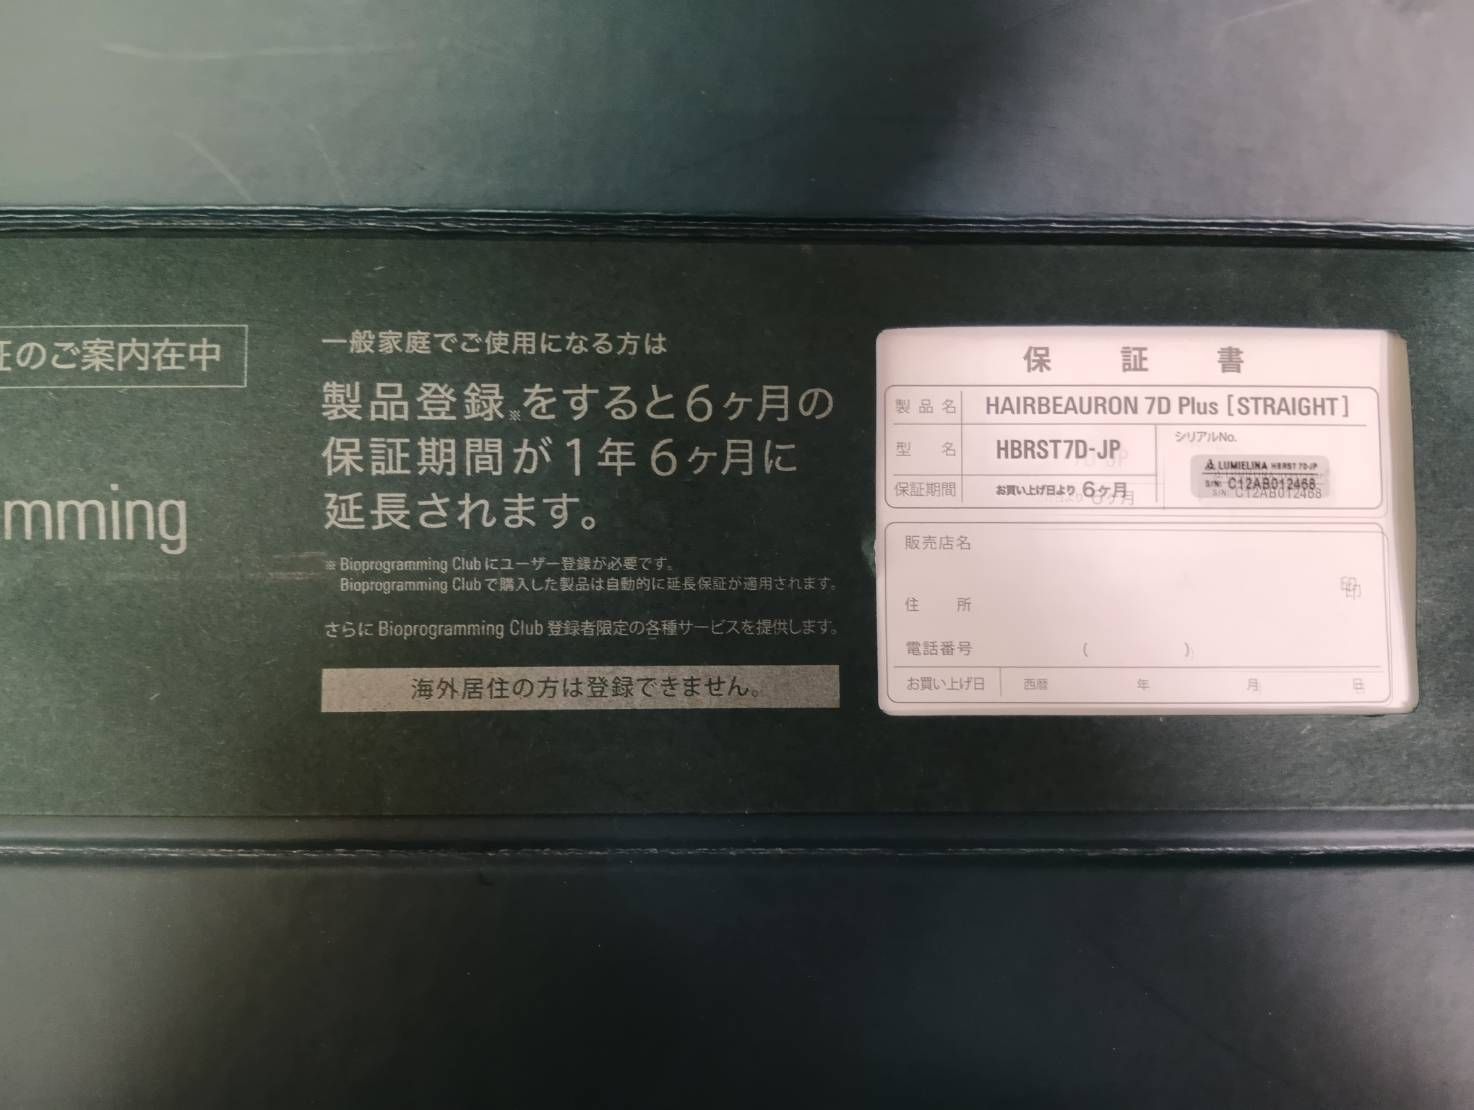 証のご案内在中
mming
一般家庭でご使用になる方は
製品登録※をすると6ヶ月の
保証期間が1年6ヶ月に
延長されます。
※Bioprogramming Clubにユーザー登録が必要です。
Bioprogramming Clubで購入した製品は自動的に延長保証が適用されます。
さらにBioprogramming Club登録者限定の各種サービスを提供します。
海外居住の方は登録できません。
保証書
製品名 HAIRBEAURON 7D Plus [STRAIGHT]
型名 HBRST7D-JP シリアルNo.
LUMIELINA HBRST 7D-JP
S/N: C12AB012468
保証期間 お買い上げ日より 6ヶ月
販売店名
印
住所
電話番号 ( )
お買い上げ日 西暦 年 月 日